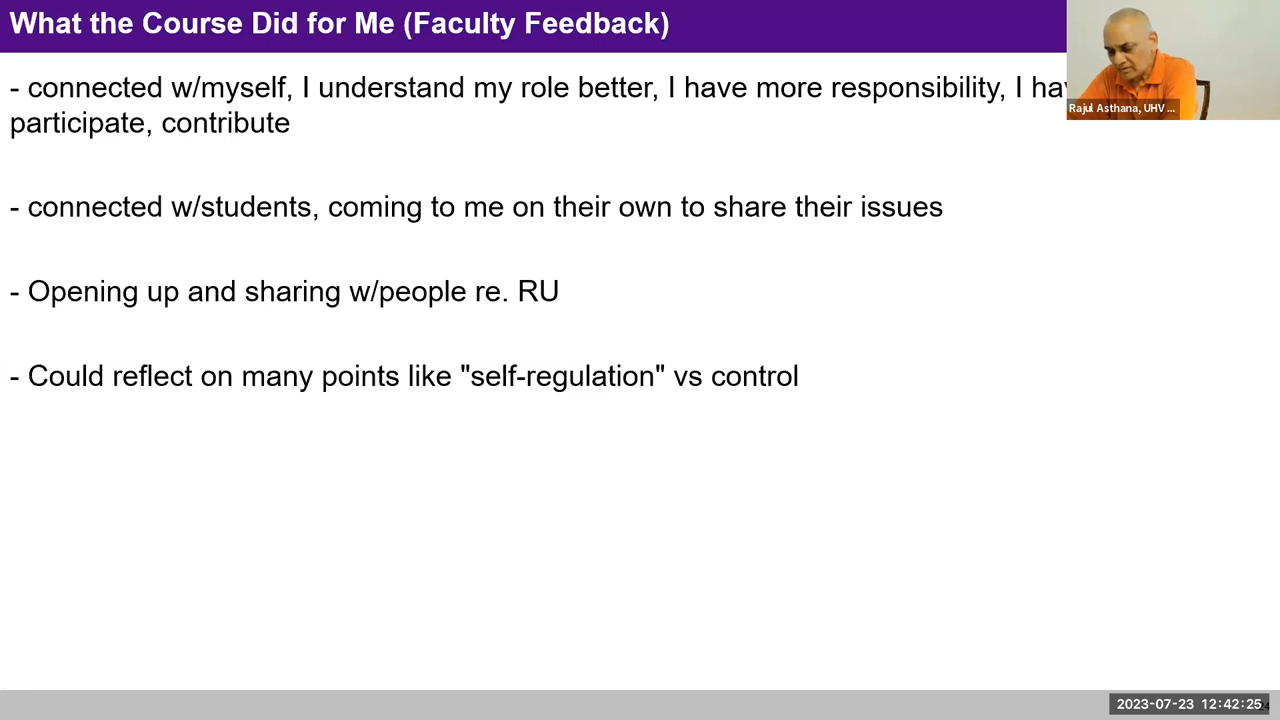 What the Course Did for Me (Faculty Feedback)
- connected w/myself, I understand my role better, I have more responsibility, I
participate, contribute
- connected w/students, coming to me on their own to share their issues
- Opening up and sharing w/people re. RU
- Could reflect on many points like "self-regulation" vs control
Rajul Asthana, UHV ...
2023-07-23 12:42:25